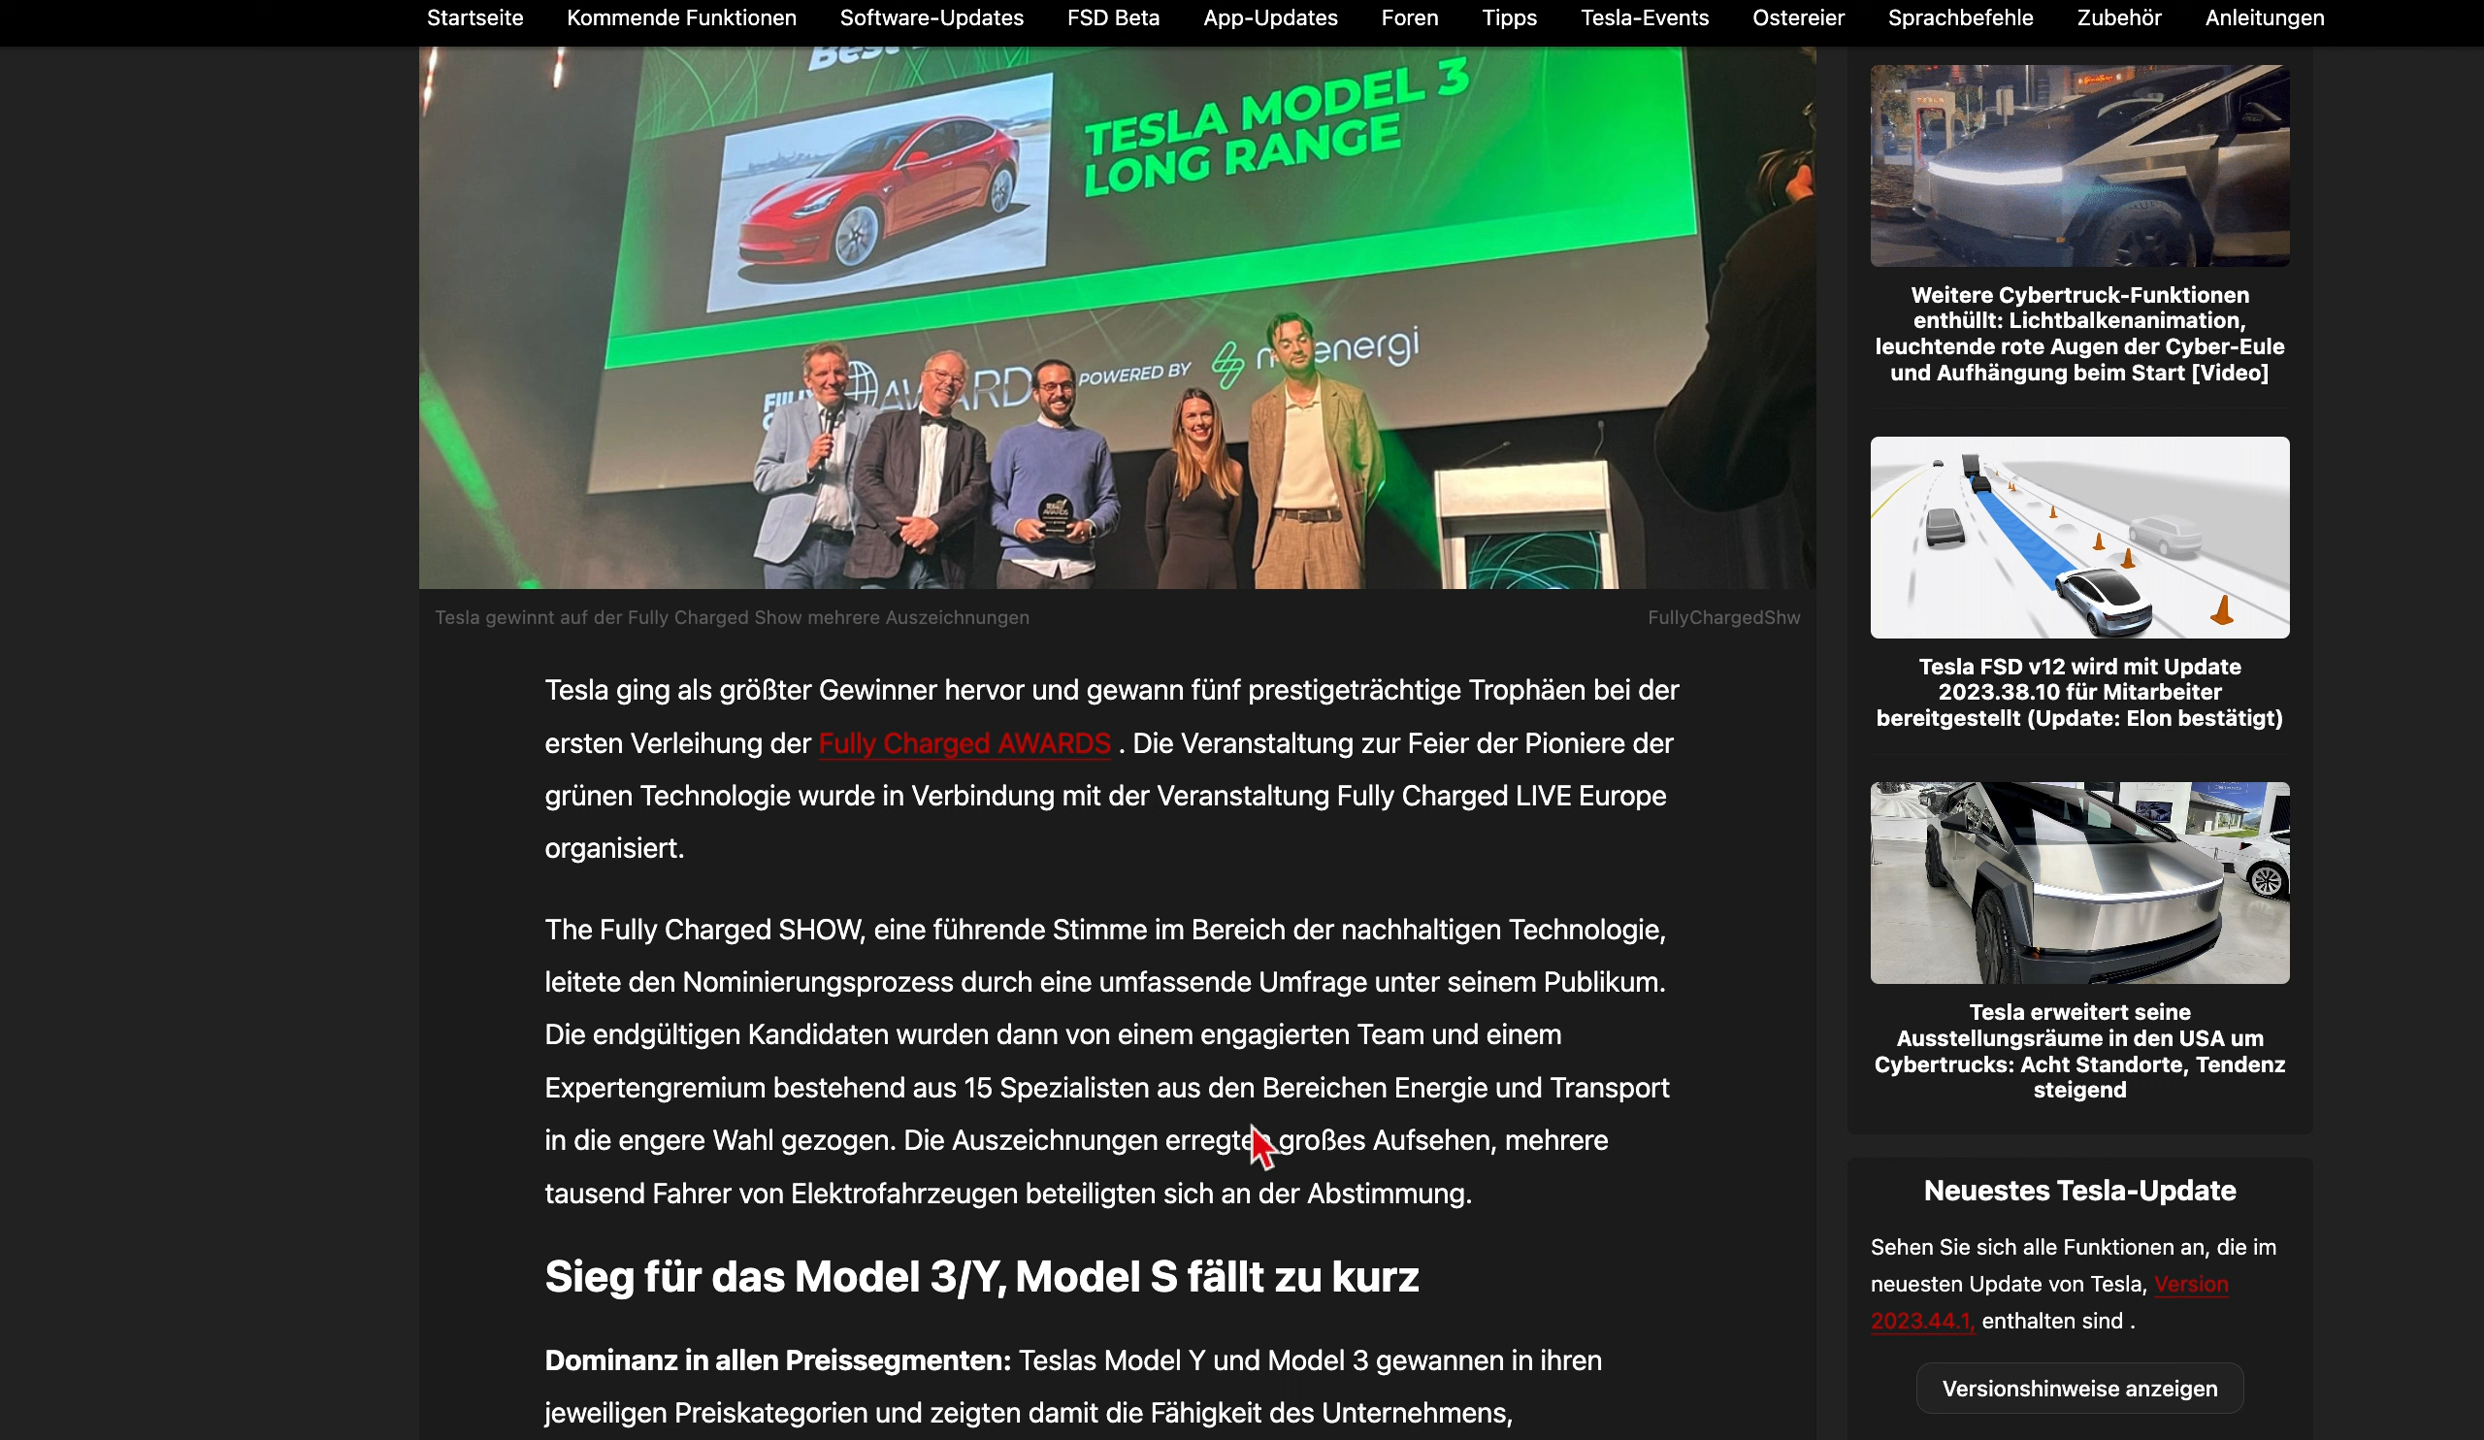 Startseite Kommende Funktionen Software-Updates FSD Beta App-Updates Foren Tipps Tesla-Events Ostereier Sprachbefehle Zubehör Anleitungen
TESLA MODEL 3
LONG RANGE
POWERED BY
Tesla gewinnt auf der Fully Charged Show mehrere Auszeichnungen
FullyChargedShw
Tesla ging als größter Gewinner hervor und gewann fünf prestigeträchtige Trophäen bei der
ersten Verleihung der Fully Charged AWARDS . Die Veranstaltung zur Feier der Pioniere der
grünen Technologie wurde in Verbindung mit der Veranstaltung Fully Charged LIVE Europe
organisiert.
The Fully Charged SHOW, eine führende Stimme im Bereich der nachhaltigen Technologie,
leitete den Nominierungsprozess durch eine umfassende Umfrage unter seinem Publikum.
Die endgültigen Kandidaten wurden dann von einem engagierten Team und einem
Expertengremium bestehend aus 15 Spezialisten aus den Bereichen Energie und Transport
in die engere Wahl gezogen. Die Auszeichnungen erregten großes Aufsehen, mehrere
tausend Fahrer von Elektrofahrzeugen beteiligten sich an der Abstimmung.
Sieg für das Model 3/Y, Model S fällt zu kurz
Dominanz in allen Preissegmenten: Teslas Model Y und Model 3 gewannen in ihren
jeweiligen Preiskategorien und zeigten damit die Fähigkeit des Unternehmens,
Weitere Cybertruck-Funktionen
enthüllt: Lichtbalkenanimation,
leuchtende rote Augen der Cyber-Eule
und Aufhängung beim Start [Video]
Tesla FSD v12 wird mit Update
2023.38.10 für Mitarbeiter
bereitgestellt (Update: Elon bestätigt)
Tesla erweitert seine
Ausstellungsräume in den USA um
Cybertrucks: Acht Standorte, Tendenz
steigend
Neuestes Tesla-Update
Sehen Sie sich alle Funktionen an, die im
neuesten Update von Tesla, Version
2023.44.1, enthalten sind .
Versionshinweise anzeigen